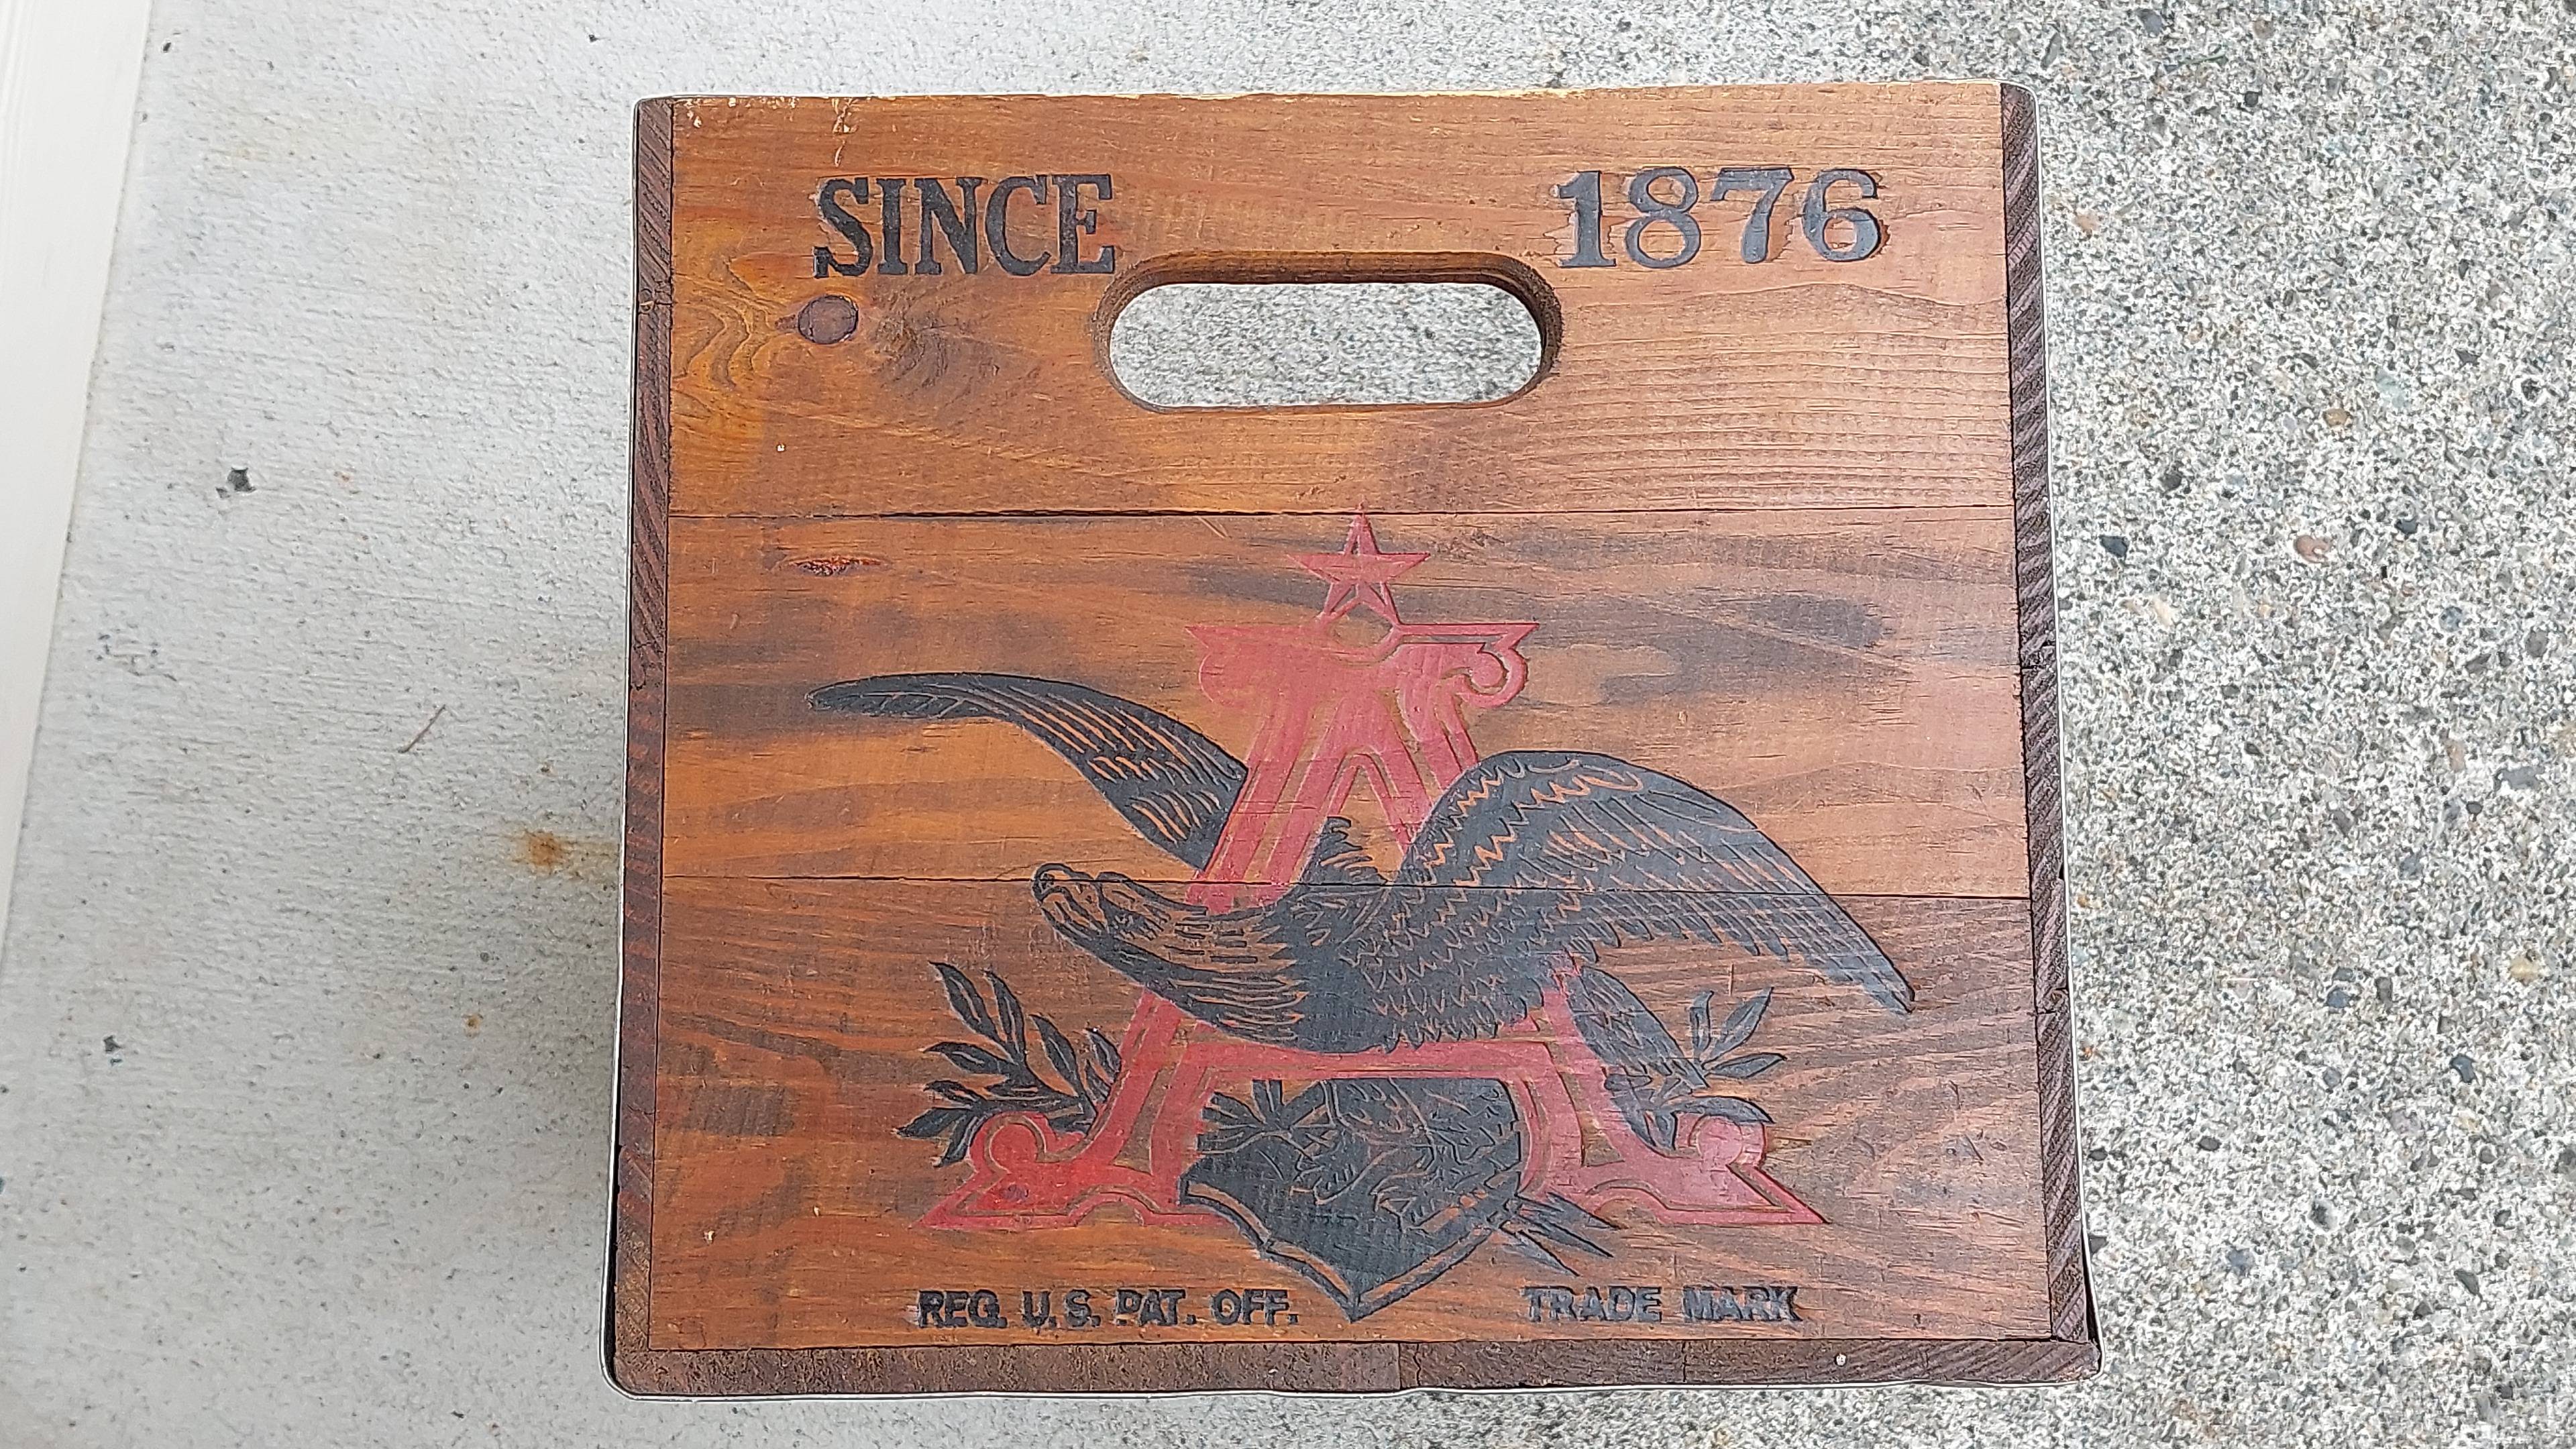 SINCE 1876
A
REG. U.S. PAT. OFF. TRADE MARK